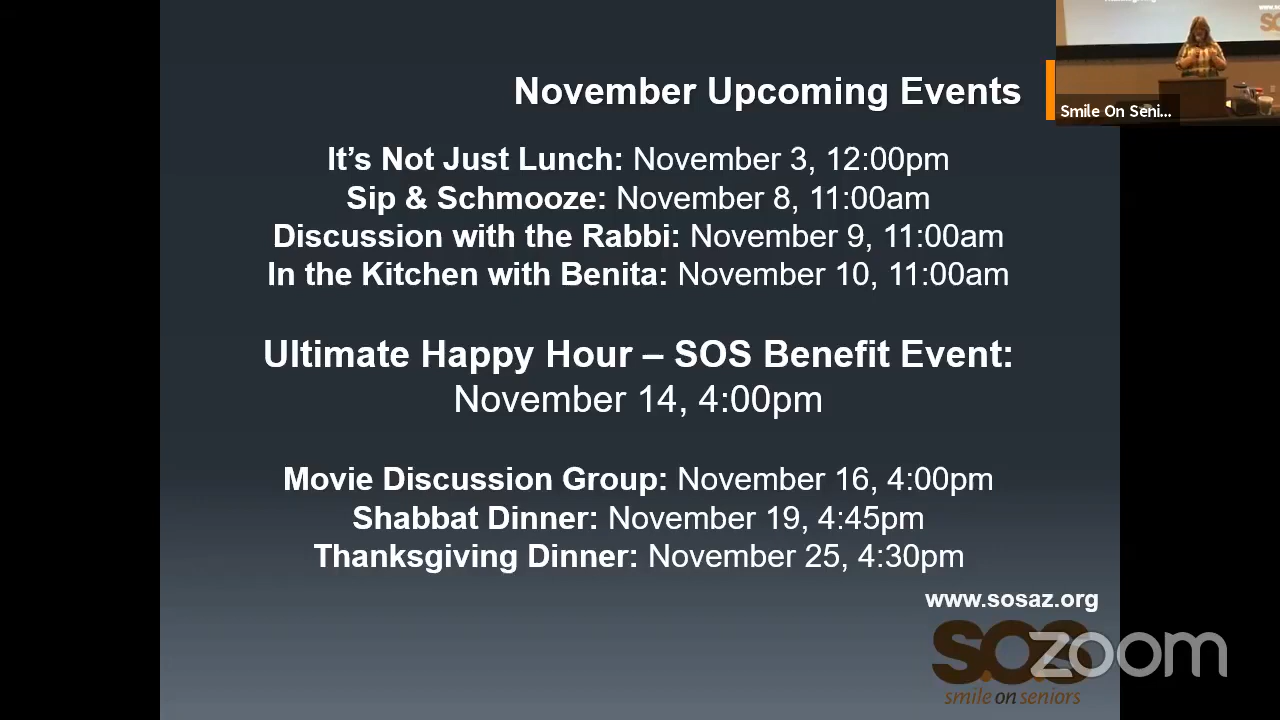 November Upcoming Events
Smile On Seni...
It’s Not Just Lunch: November 3, 12:00pm
Sip & Schmooze: November 8, 11:00am
Discussion with the Rabbi: November 9, 11:00am
In the Kitchen with Benita: November 10, 11:00am
Ultimate Happy Hour – SOS Benefit Event:
November 14, 4:00pm
Movie Discussion Group: November 16, 4:00pm
Shabbat Dinner: November 19, 4:45pm
Thanksgiving Dinner: November 25, 4:30pm
www.sosaz.org
S.O.S
zoom
smile on seniors